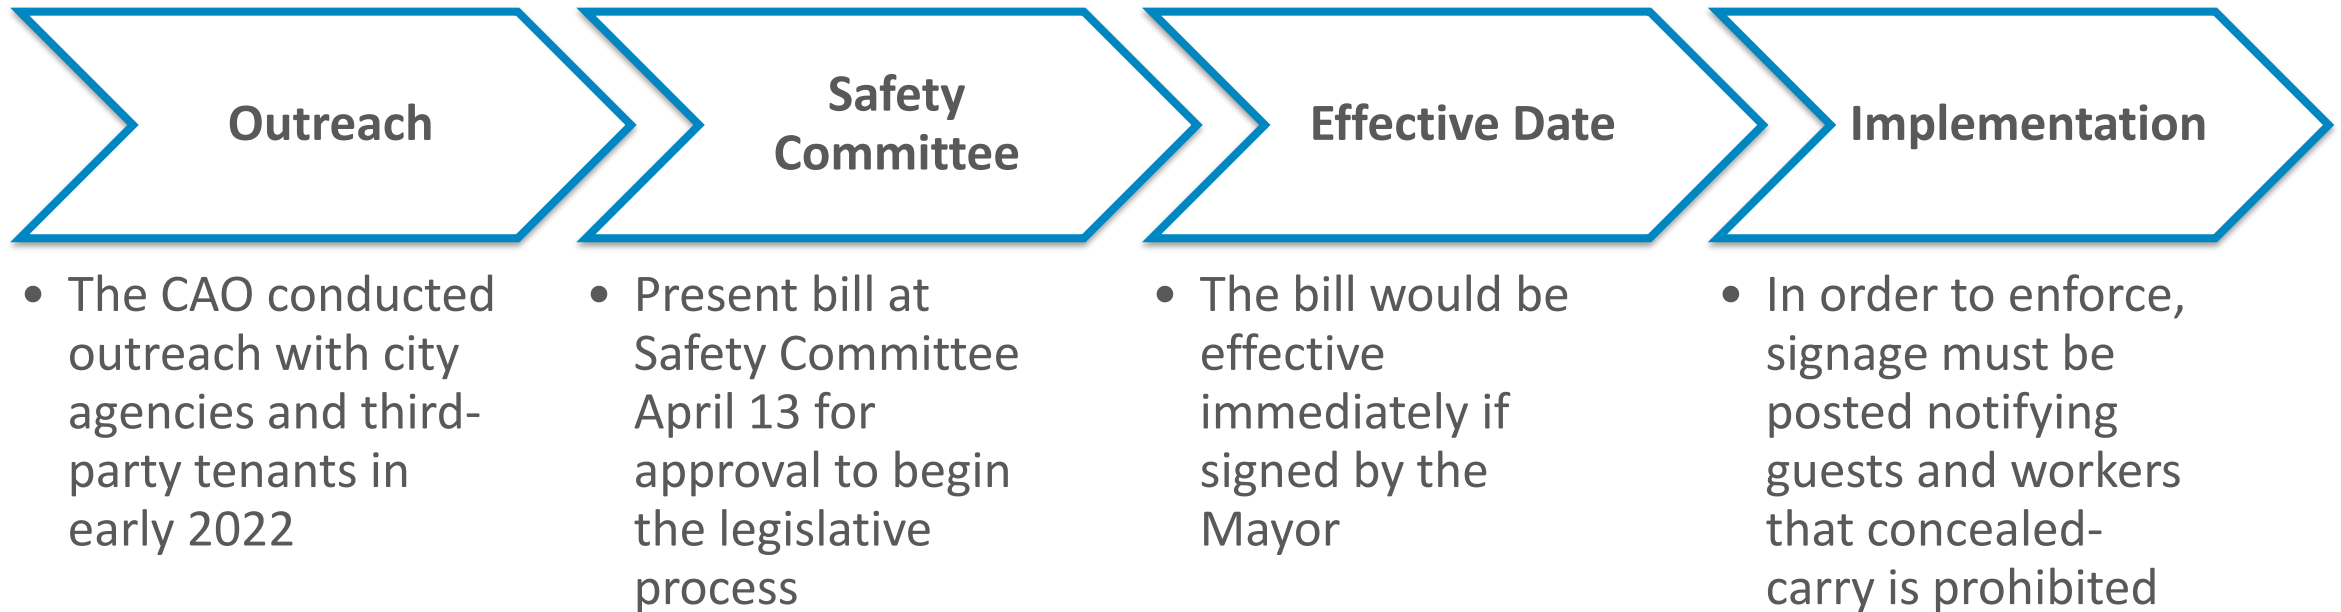 Outreach
Safety
Committee
Effective Date
Implementation
• The CAO conducted
outreach with city
agencies and third-
party tenants in
early 2022
• Present bill at
Safety Committee
April 13 for
approval to begin
the legislative
process
• The bill would be
effective
immediately if
signed by the
Mayor
• In order to enforce,
signage must be
posted notifying
guests and workers
that concealed-
carry is prohibited